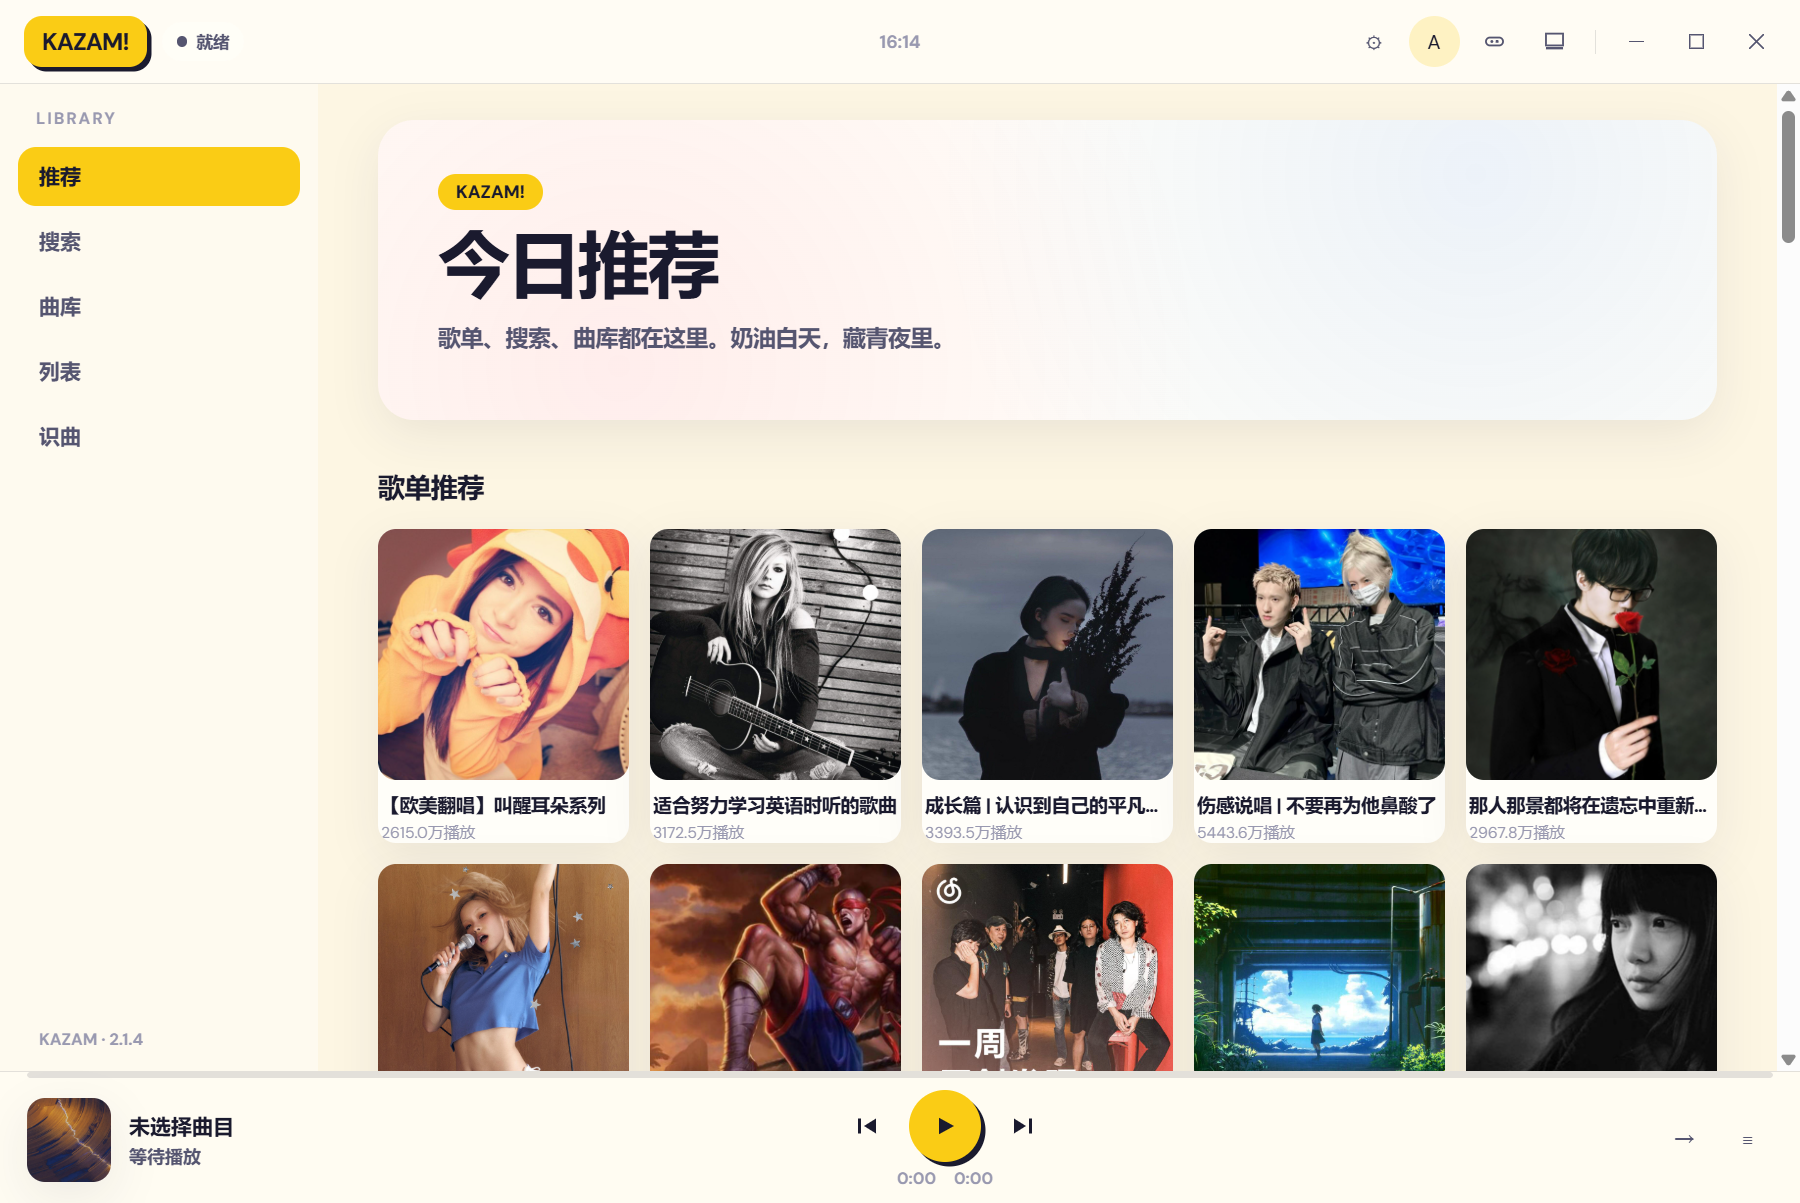 KAZAM!
就绪
16:14
A
LIBRARY
推荐
搜索
曲库
列表
识曲
KAZAM · 2.1.4
KAZAM!
今日推荐
歌单、搜索、曲库都在这里。奶油白天，藏青夜里。
歌单推荐
【欧美翻唱】叫醒耳朵系列
2615.0万播放
适合努力学习英语时听的歌曲
3172.5万播放
成长篇 | 认识到自己的平凡...
3393.5万播放
伤感说唱 | 不要再为他鼻酸了
5443.6万播放
那人那景都将在遗忘中重新...
2967.8万播放
一周
未选择曲目
等待播放
0:00 0:00